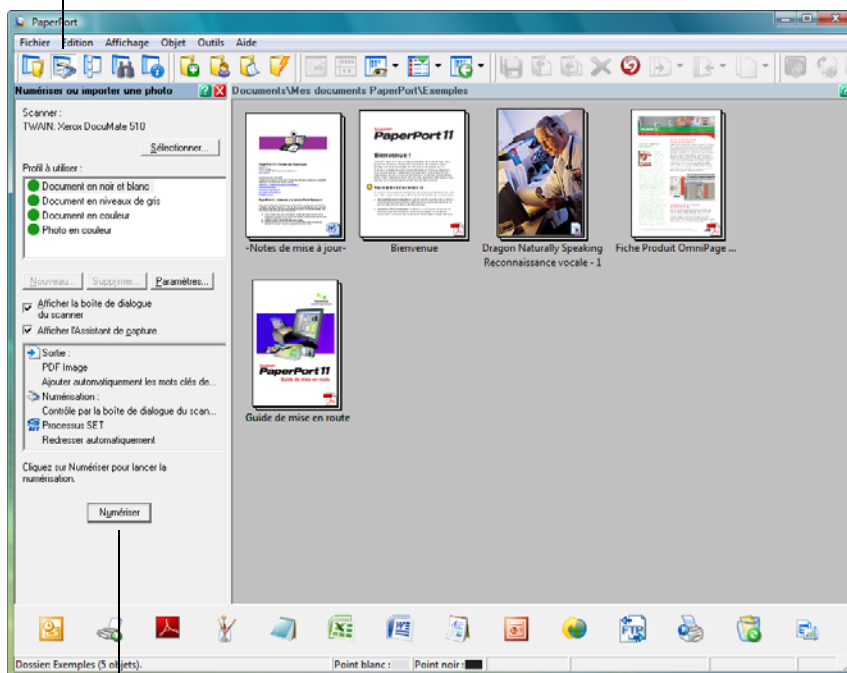 PaperPort
Fichier Edition Affichage Objet Outils Aide
Numériser ou importer une photo
Documents\Mes documents PaperPort\Exemples
Scanner :
TWAIN: Xerox DocuMate 510
Sélectionner...
Profil à utiliser :
Document en noir et blanc
Document en niveaux de gris
Document en couleur
Photo en couleur
Nouveau... Supprimer... Paramètres...
Afficher la boîte de dialogue
du scanner
Afficher l'Assistant de capture
Sortie :
PDF Image
Ajouter automatiquement les mots clés de...
Numérisation :
Contrôle par la boîte de dialogue du scan...
Processus SET
Redresser automatiquement
Cliquez sur Numériser pour lancer la
numérisation.
Numériser
PaperPort 11
Bienvenue !
-Notes de mise à jour-
Bienvenue
Dragon Naturally Speaking
Reconnaissance vocale - 1
Fiche Produit OmniPage ...
PaperPort 11
Guide de mise en route
Guide de mise en route
FTP
Dossier: Exemples (5 objets).
Point blanc :
Point noir :